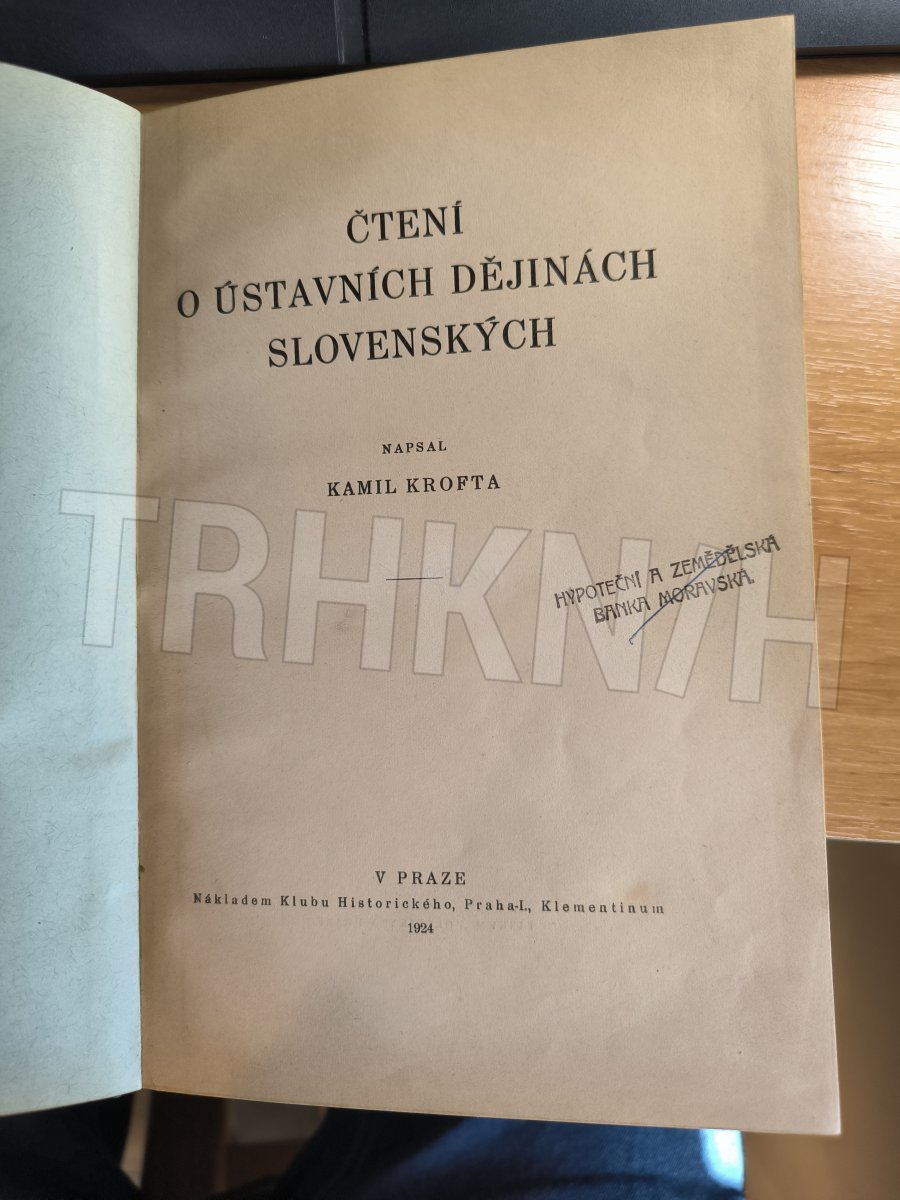 ČTENÍ
O ÚSTAVNÍCH DĚJINÁCH
SLOVENSKÝCH
NAPSAL
KAMIL KROFTA
HYPOTEČNÍ A ZEMĚDĚLSKÁ
BANKA MORAVSKÁ.
TRHKNIH
V PRAZE
Nákladem Klubu Historického, Praha-I., Klementinum
1924